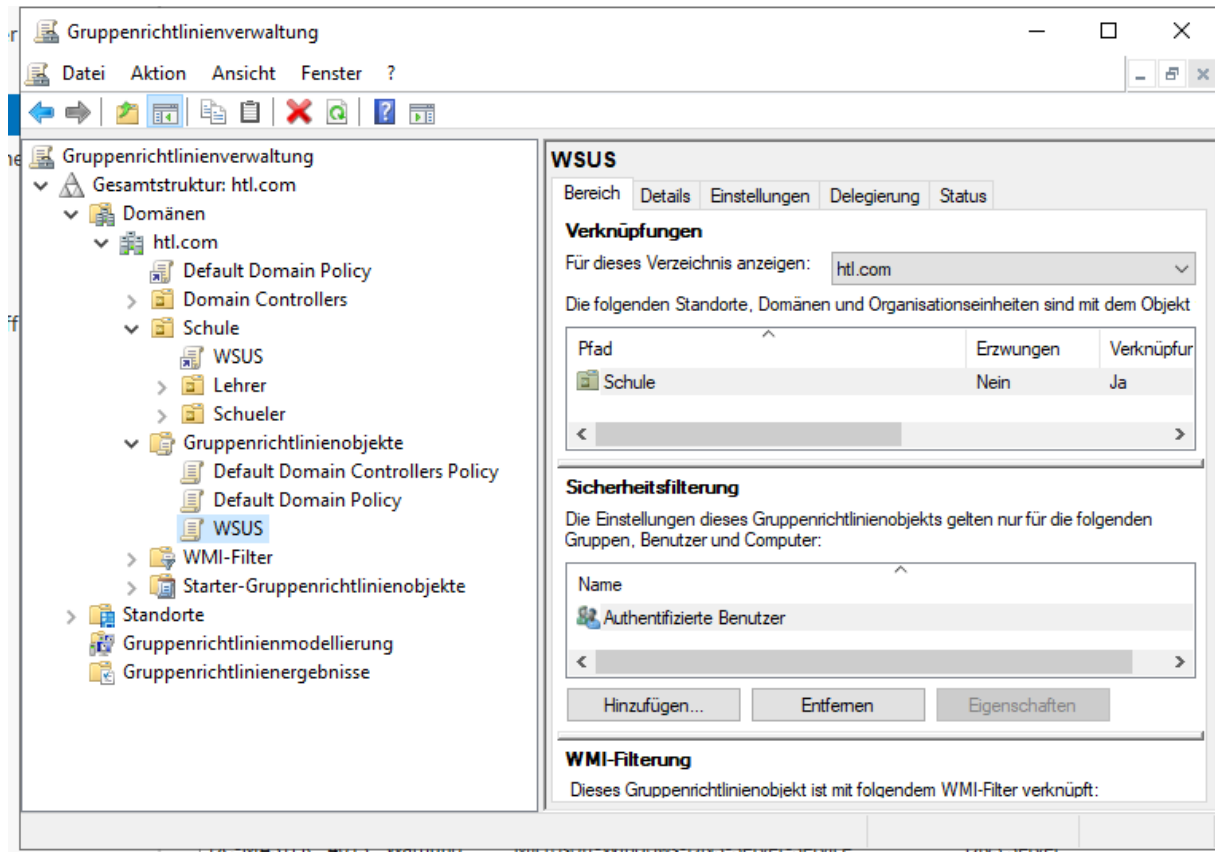 Gruppenrichtlinienverwaltung
Datei Aktion Ansicht Fenster ?
Gruppenrichtlinienverwaltung
Gesamtstruktur: htl.com
Domänen
htl.com
Default Domain Policy
Domain Controllers
Schule
WSUS
Lehrer
Schueler
Gruppenrichtlinienobjekte
Default Domain Controllers Policy
Default Domain Policy
WSUS
WMI-Filter
Starter-Gruppenrichtlinienobjekte
Standorte
Gruppenrichtlinienmodellierung
Gruppenrichtlinienergebnisse
WSUS
Bereich Details Einstellungen Delegierung Status
Verknüpfungen
Für dieses Verzeichnis anzeigen: htl.com
Die folgenden Standorte, Domänen und Organisationseinheiten sind mit dem Objekt
Pfad Erzwungen Verknüpfur
Schule Nein Ja
Sicherheitsfilterung
Die Einstellungen dieses Gruppenrichtlinienobjekts gelten nur für die folgenden
Gruppen, Benutzer und Computer:
Name
Authentifizierte Benutzer
Hinzufügen... Entfernen Eigenschaften
WMI-Filterung
Dieses Gruppenrichtlinienobjekt ist mit folgendem WMI-Filter verknüpft: